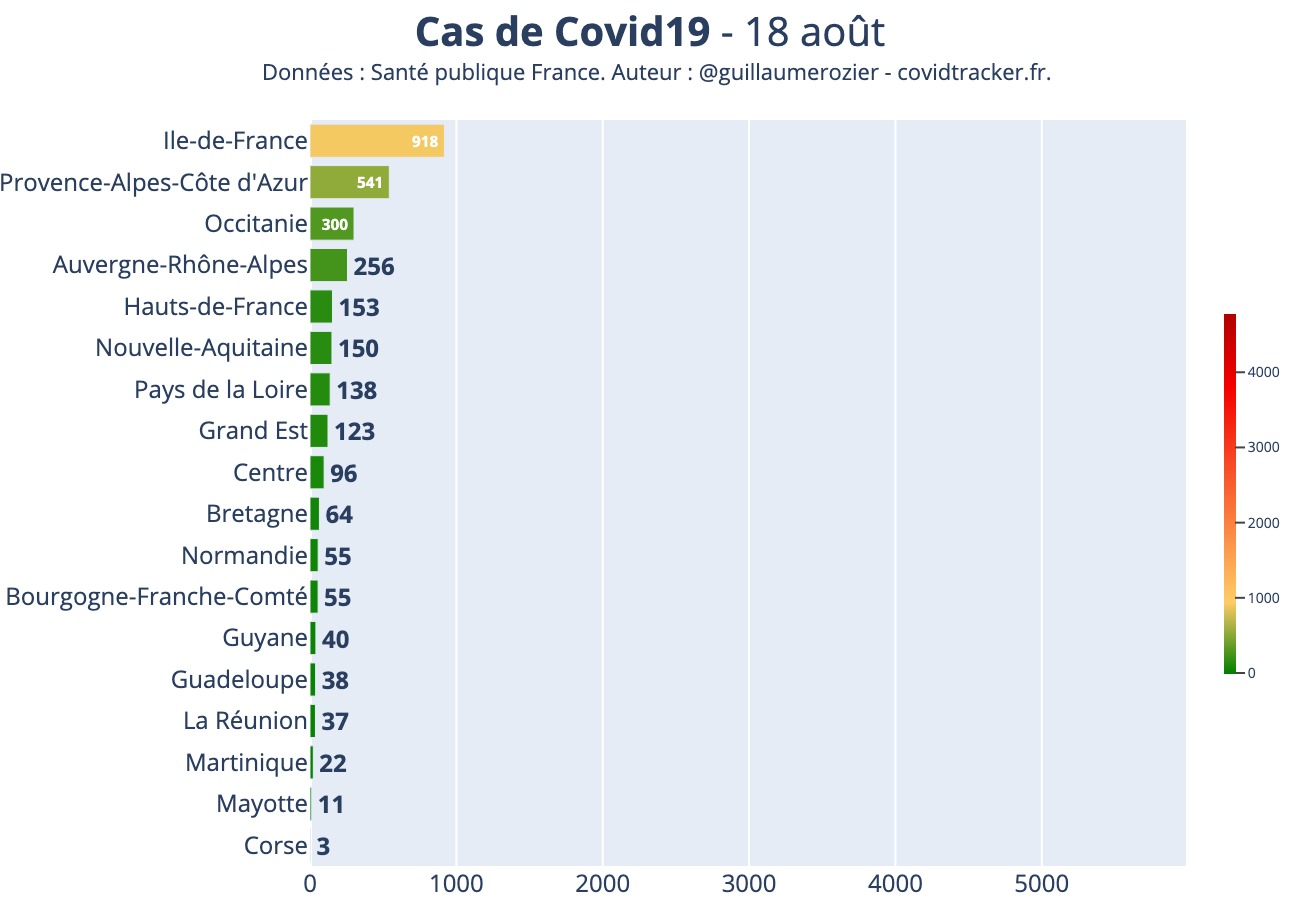 Cas de Covid19 - 18 août
Données : Santé publique France. Auteur : @guillaumerozier - covidtracker.fr.
Ile-de-France 918
Provence-Alpes-Côte d'Azur 541
Occitanie 300
Auvergne-Rhône-Alpes 256
Hauts-de-France 153
Nouvelle-Aquitaine 150
Pays de la Loire 138
Grand Est 123
Centre 96
Bretagne 64
Normandie 55
Bourgogne-Franche-Comté 55
Guyane 40
Guadeloupe 38
La Réunion 37
Martinique 22
Mayotte 11
Corse 3
0 1000 2000 3000 4000 5000
4000
3000
2000
1000
0